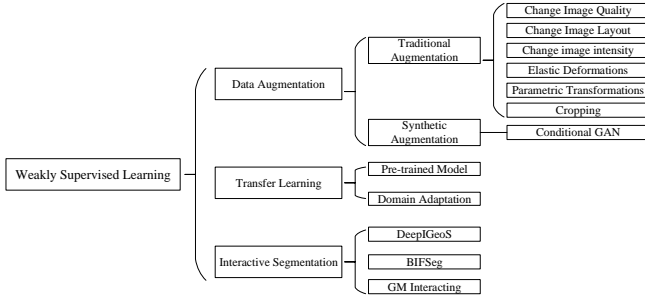 Weakly Supervised Learning
Data Augmentation
Traditional
Augmentation
Change Image Quality
Change Image Layout
Change image intensity
Elastic Deformations
Parametric Transformations
Cropping
Synthetic
Augmentation
Conditional GAN
Transfer Learning
Pre-trained Model
Domain Adaptation
Interactive Segmentation
DeepIGeoS
BIFSeg
GM Interacting